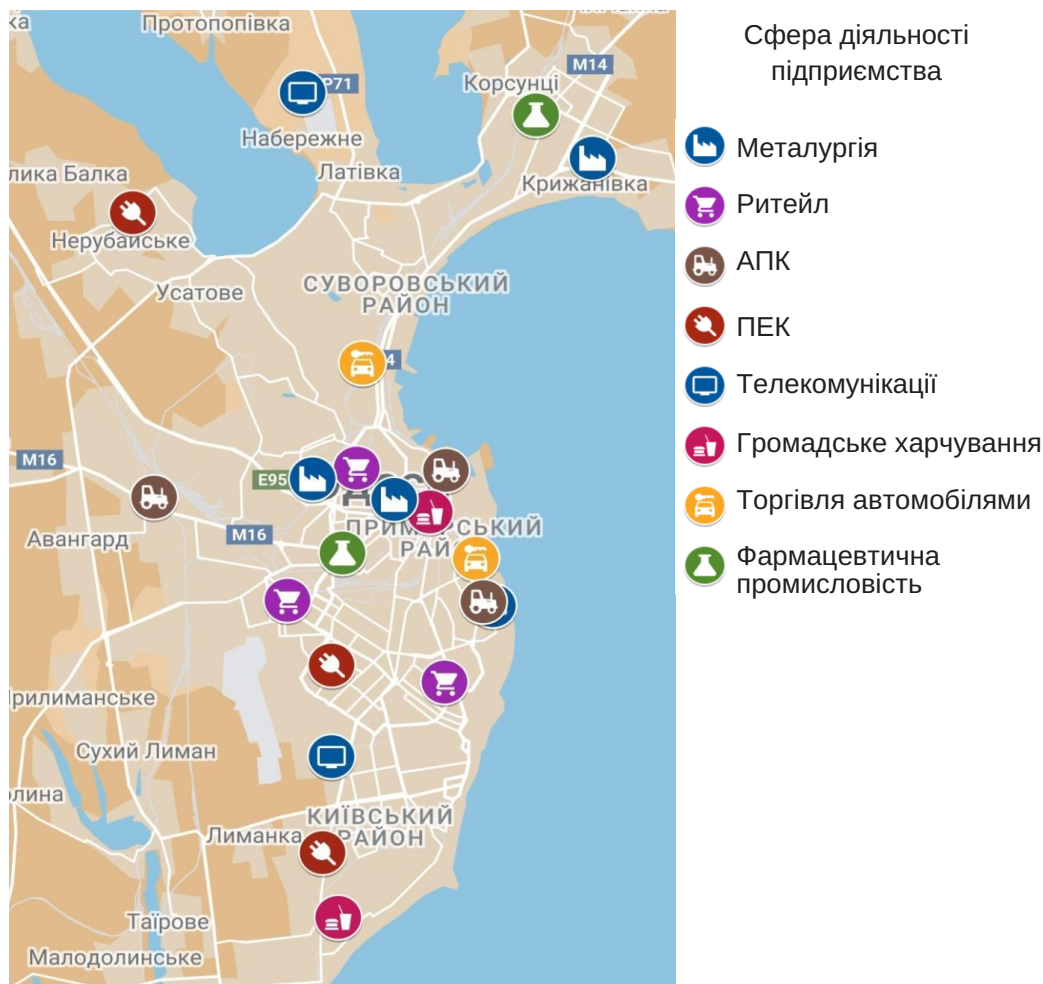 ка
Протопопівка
M14
Корсунці
P71
Набережне
Латівка
лика Балка
Крижанівка
Нерубайське
Усатове
СУВОРОВСЬКИЙ
РАЙОН
4
M16
E95
Авангард
M16
рилиманське
Сухий Лиман
олина
КИЇВСЬКИЙ
РАЙОН
Лиманка
Таїрове
Малодолинське
Сфера діяльності
підприємства
Металургія
Ритейл
АПК
ПЕК
Телекомунікації
Громадське харчування
Торгівля автомобілями
Фармацевтична
промисловість